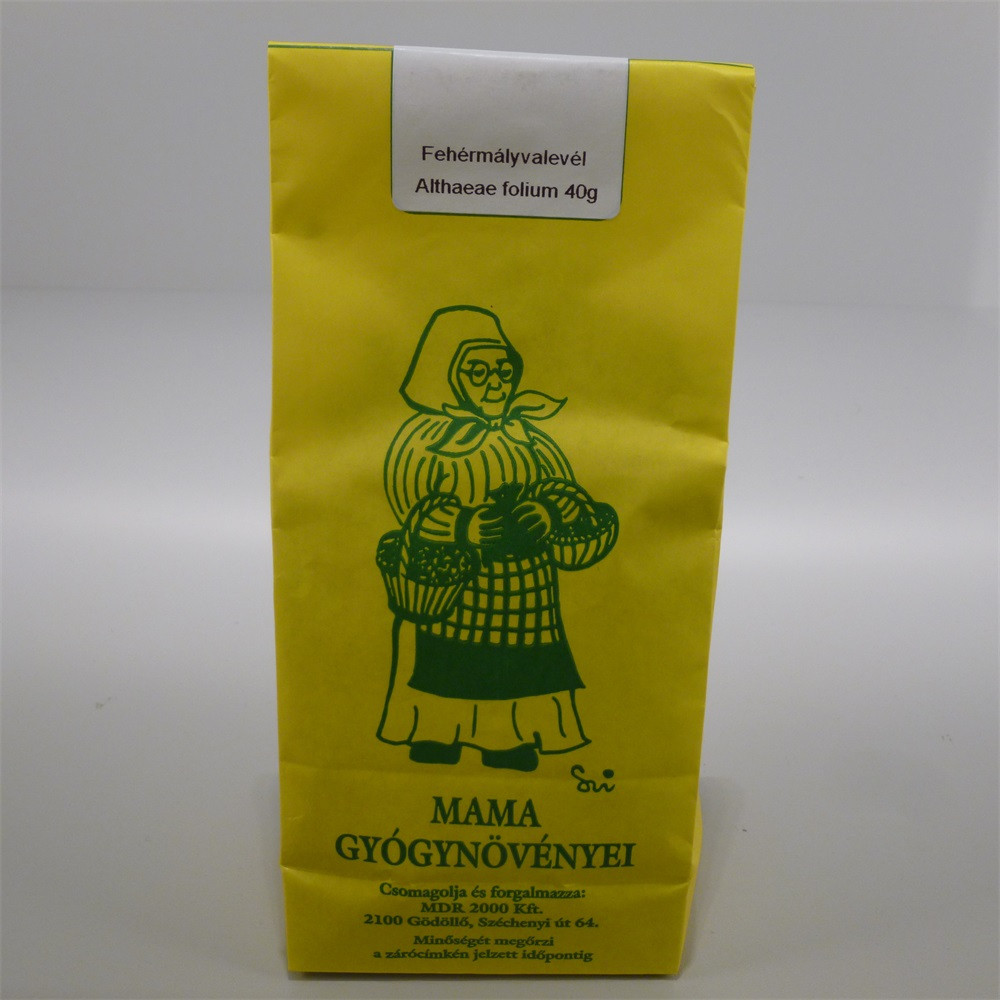 Fehérmályvalevél
Althaeae folium 40g
Sui
MAMA
GYÓGYNÖVÉNYEI
Csomagolja és forgalmazza:
MDR 2000 Kft.
2100 Gödöllő, Széchenyi út 64.
Minőségét megőrzi
a zárócímkén jelzett időpontig